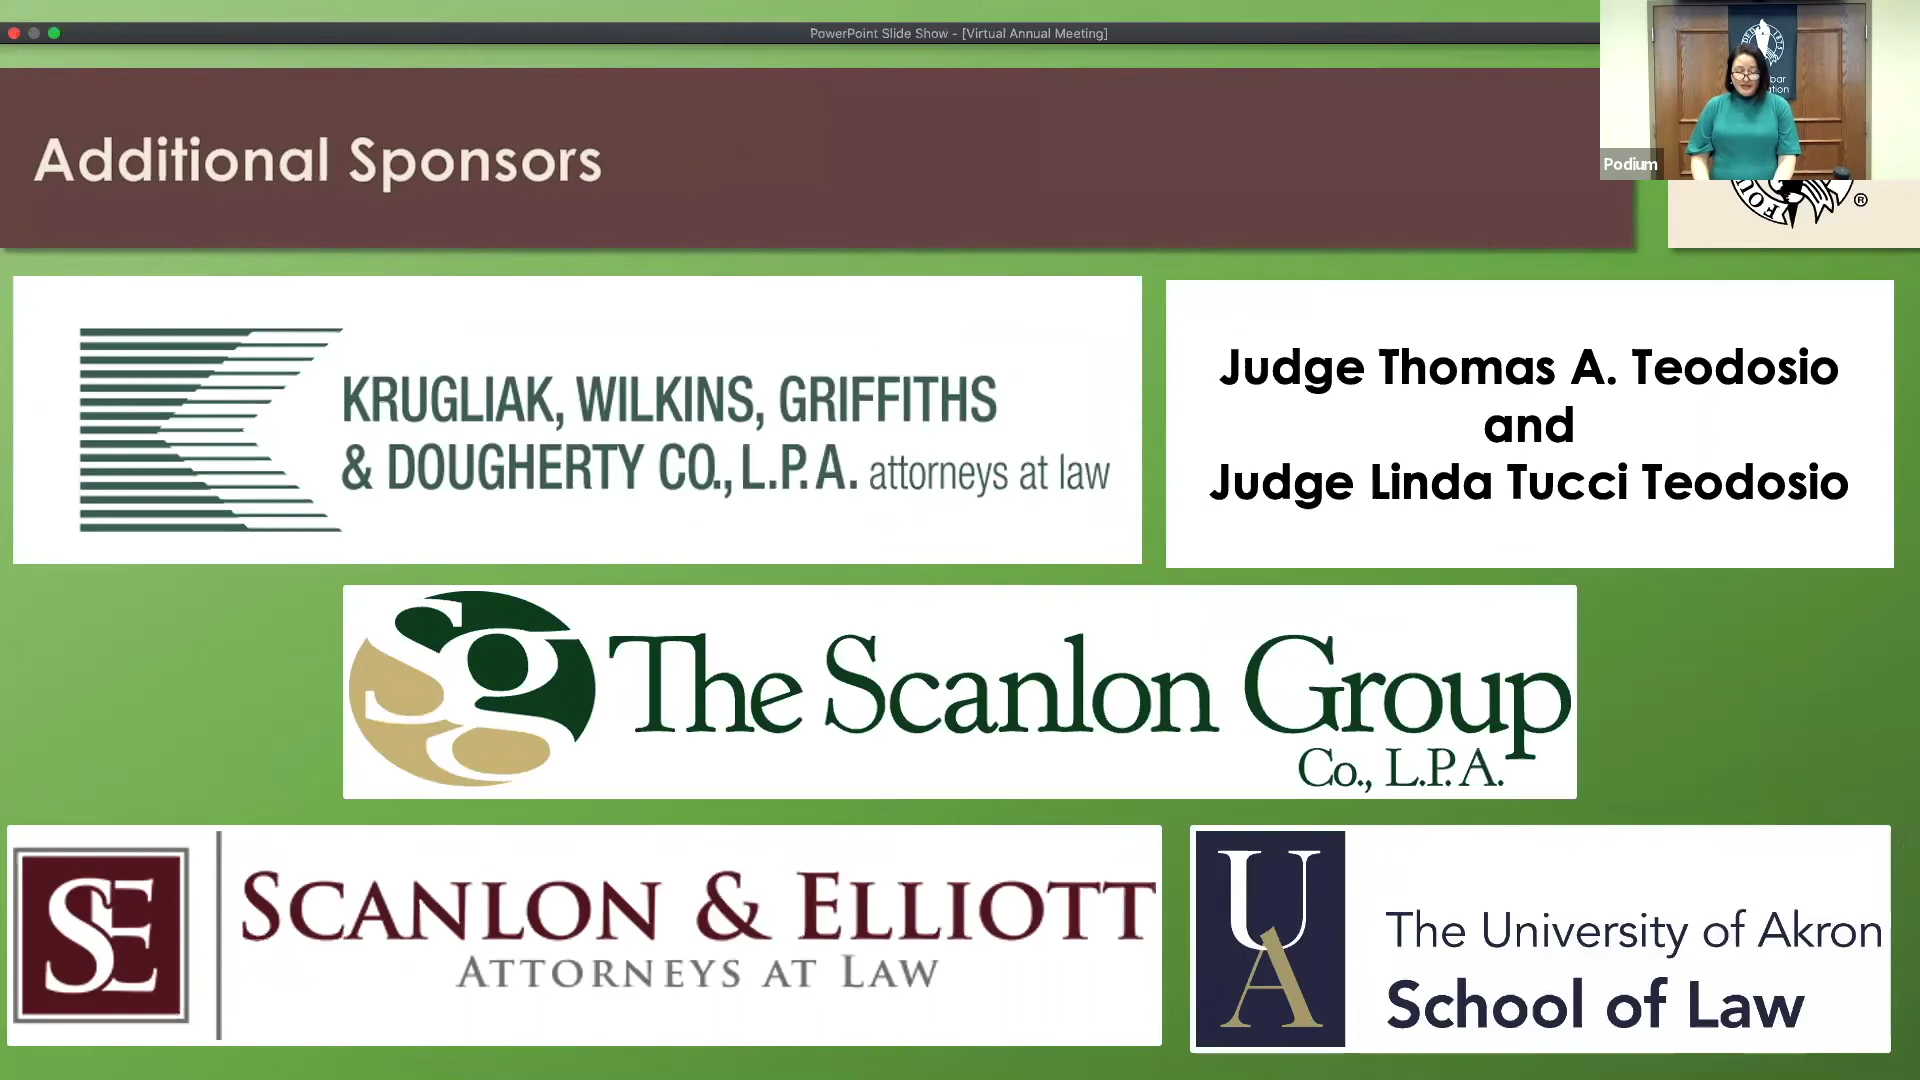 PowerPoint Slide Show - [Virtual Annual Meeting]
Additional Sponsors
bar
Podium
®
KRUGLIAK, WILKINS, GRIFFITHS
& DOUGHERTY CO., L.P.A. attorneys at law
Judge Thomas A. Teodosio
and
Judge Linda Tucci Teodosio
sg
The Scanlon Group
Co., L.P.A.
SE
SCANLON & ELLIOTT
ATTORNEYS AT LAW
UA
The University of Akron
School of Law